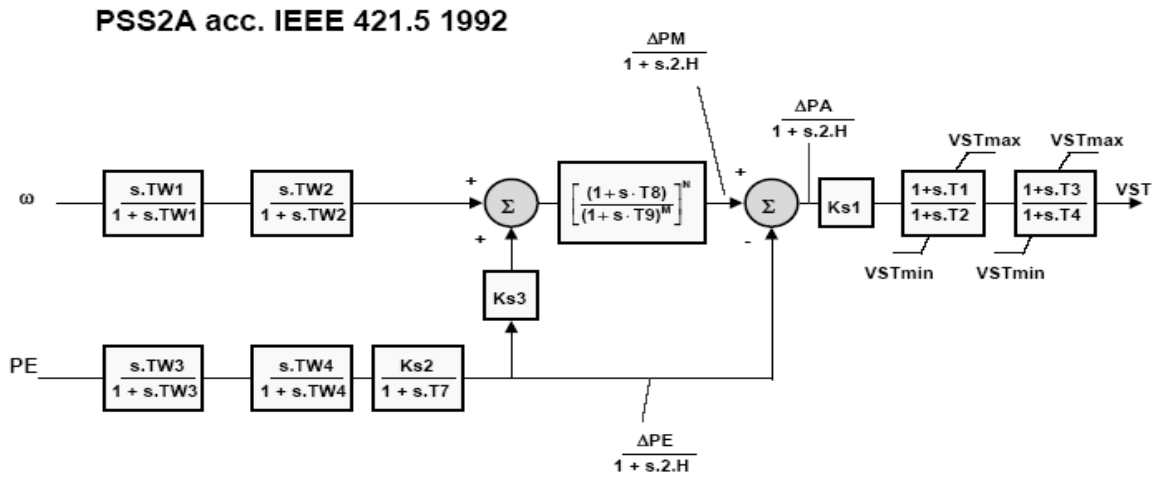 PSS2A acc. IEEE 421.5 1992
ΔPM
1 + s.2.H
ΔPA
1 + s.2.H
VSTmax
VSTmax
ω
s.TW1
1 + s.TW1
s.TW2
1 + s.TW2
+
+
Σ
[(1+s·T8)
(1+s·T9)^M]^N
+
-
Σ
Ks1
1+s.T1
1+s.T2
1+s.T3
1+s.T4
VST
VSTmin
VSTmin
Ks3
PE
s.TW3
1 + s.TW3
s.TW4
1 + s.TW4
Ks2
1 + s.T7
ΔPE
1 + s.2.H